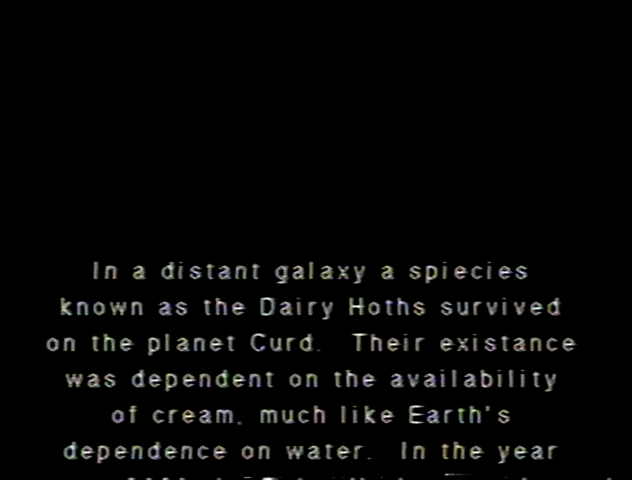 In a distant galaxy a spiecies
known as the Dairy Hoths survived
on the planet Curd.  Their existance
was dependent on the availability
of cream, much like Earth's
dependence on water.  In the year